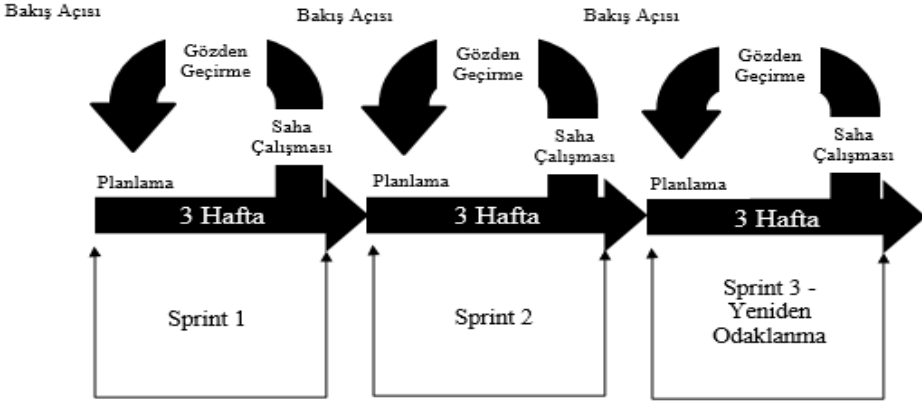 Bakış Açısı
Bakış Açısı
Bakış Açısı
Gözden
Geçirme
Gözden
Geçirme
Gözden
Geçirme
Saha
Çalışması
Saha
Çalışması
Saha
Çalışması
Planlama
Planlama
Planlama
3 Hafta
3 Hafta
3 Hafta
Sprint 1
Sprint 2
Sprint 3 -
Yeniden
Odaklanma